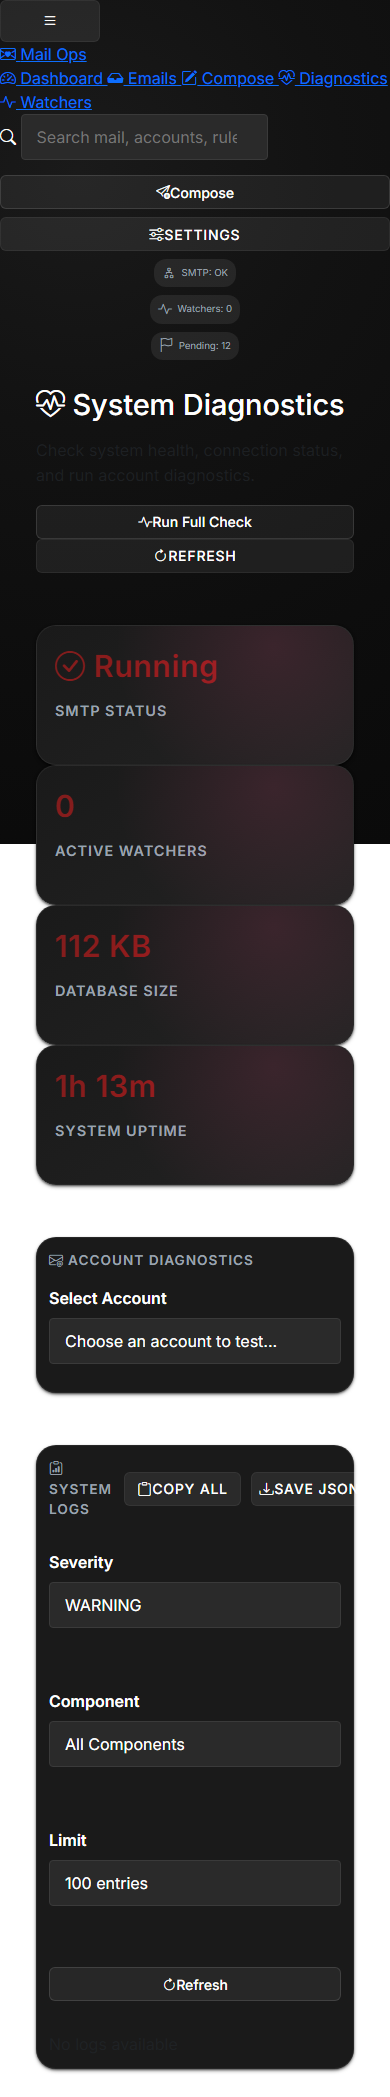 Mail Ops
Dashboard Emails Compose Diagnostics
Watchers
Search mail, accounts, rule
Compose
SETTINGS
SMTP: OK
Watchers: 0
Pending: 12
System Diagnostics
Check system health, connection status,
and run account diagnostics.
Run Full Check
REFRESH
Running
SMTP STATUS
0
ACTIVE WATCHERS
112 KB
DATABASE SIZE
1h 13m
SYSTEM UPTIME
ACCOUNT DIAGNOSTICS
Select Account
Choose an account to test...
SYSTEM
LOGS
COPY ALL
SAVE JSON
Severity
WARNING
Component
All Components
Limit
100 entries
Refresh
No logs available